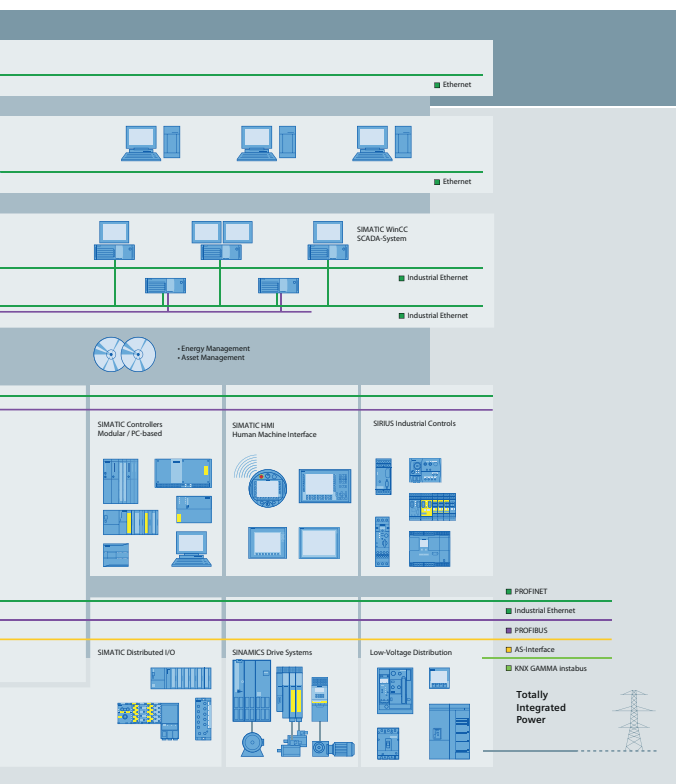 Ethernet
Ethernet
SIMATIC WinCC
SCADA-System
Industrial Ethernet
Industrial Ethernet
• Energy Management
• Asset Management
SIMATIC Controllers
Modular / PC-based
SIMATIC HMI
Human Machine Interface
SIRIUS Industrial Controls
PROFINET
Industrial Ethernet
PROFIBUS
AS-Interface
KNX GAMMA instabus
SIMATIC Distributed I/O
SINAMICS Drive Systems
Low-Voltage Distribution
Totally
Integrated
Power